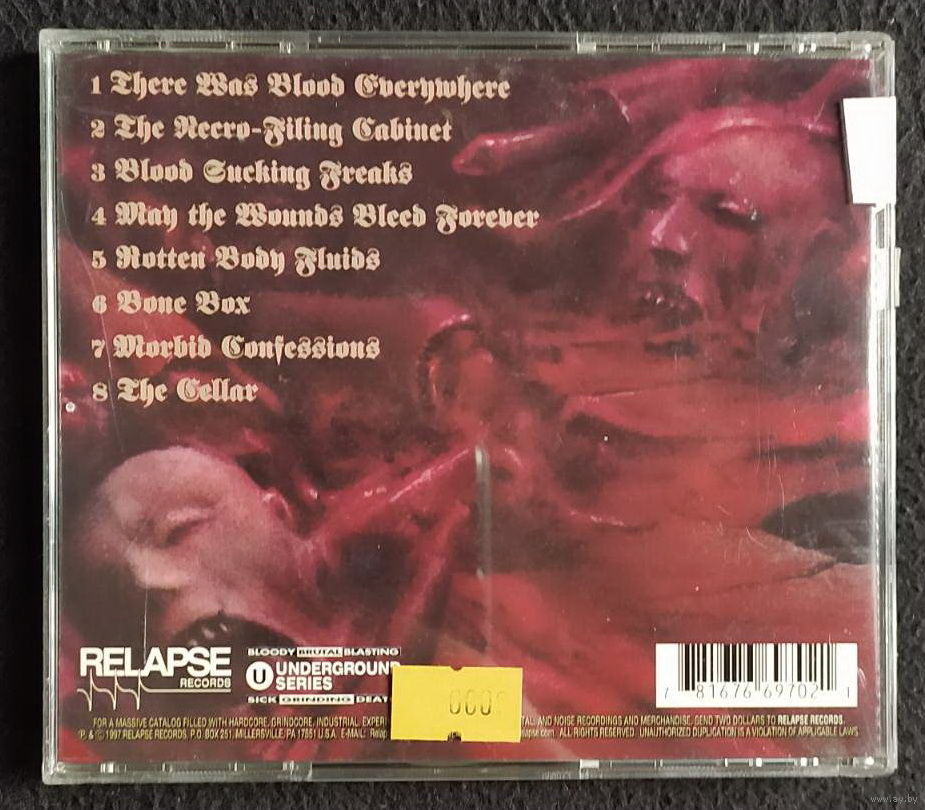 1 There Was Blood Everywhere
2 The Necro-Filing Cabinet
3 Blood Sucking Freaks
4 May the Wounds Bleed Forever
5 Rotten Body Fluids
6 Bone Box
7 Morbid Confessions
8 The Cellar
RELAPSE
RECORDS
BLOODY BRUTAL BLASTING
U UNDERGROUND
SERIES
SICK GRINDING
000
7 81676 69702 1
FOR A MASSIVE CATALOG FILLED WITH HARDCORE, GRINDCORE, INDUSTRIAL, AND NOISE RECORDINGS AND MERCHANDISE, SEND TWO DOLLARS TO RELAPSE RECORDS.
℗ & © 1997 RELAPSE RECORDS, P.O. BOX 251, MILLERSVILLE, PA 17551 U.S.A. E-MAIL: ALL RIGHTS RESERVED. UNAUTHORIZED DUPLICATION IS A VIOLATION OF APPLICABLE LAWS
www.ay.by